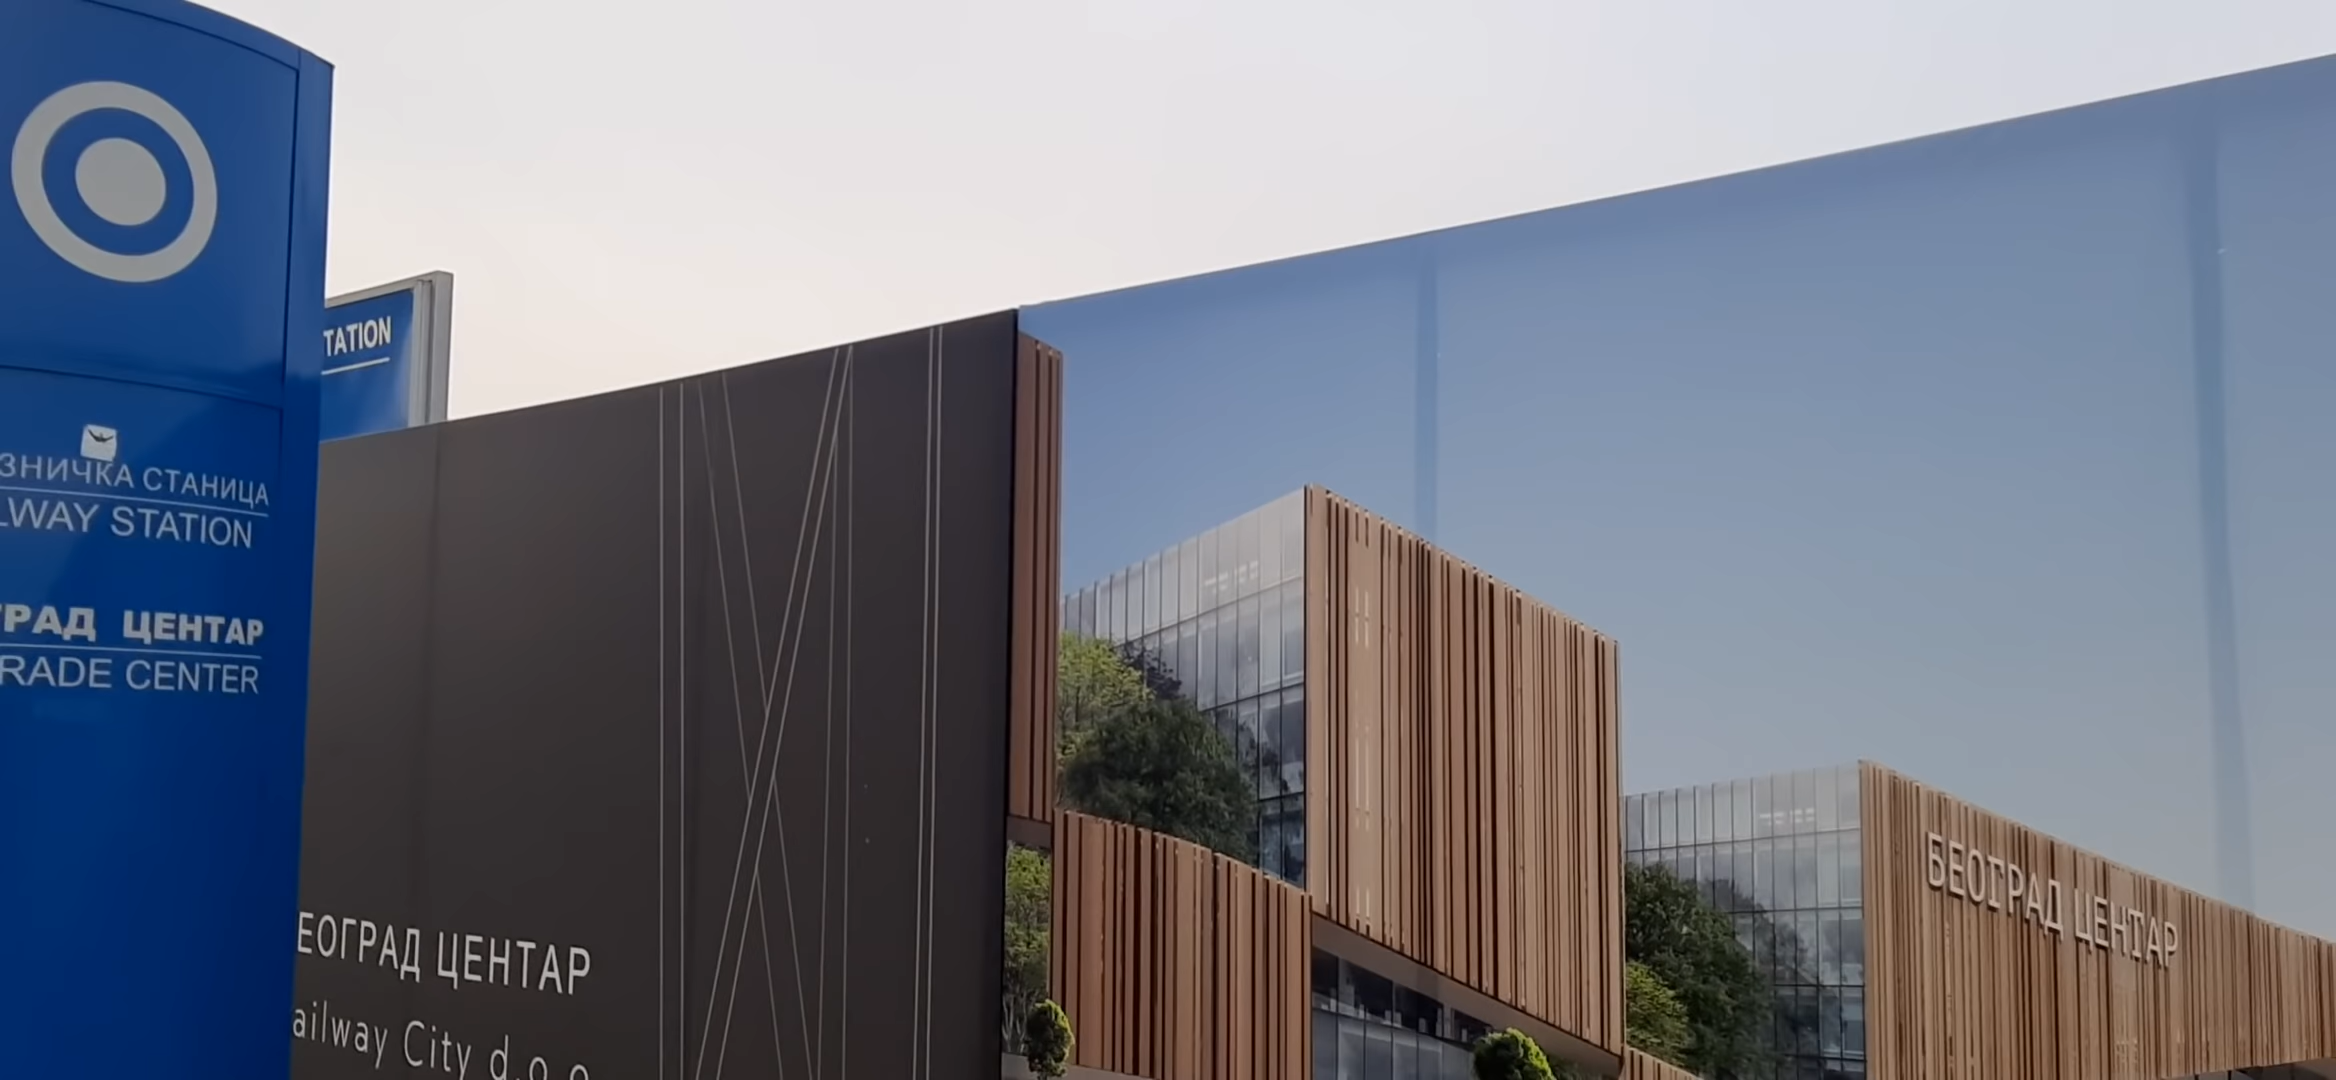 TATION
ЗНИЧКА СТАНИЦА
LWAY STATION
ГРАД ЦЕНТАР
RADE CENTER
ЕОГРАД ЦЕНТАР
ailway City d.o.o
БЕОГРАД ЦЕНТАР